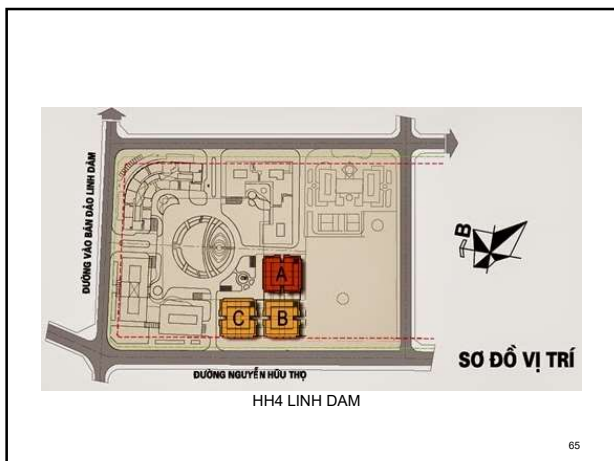 ĐƯỜNG VÀO BÁN ĐẢO LINH ĐÀM
A
B
C
B
SƠ ĐỒ VỊ TRÍ
ĐƯỜNG NGUYỄN HỮU THỌ
HH4 LINH DAM
65